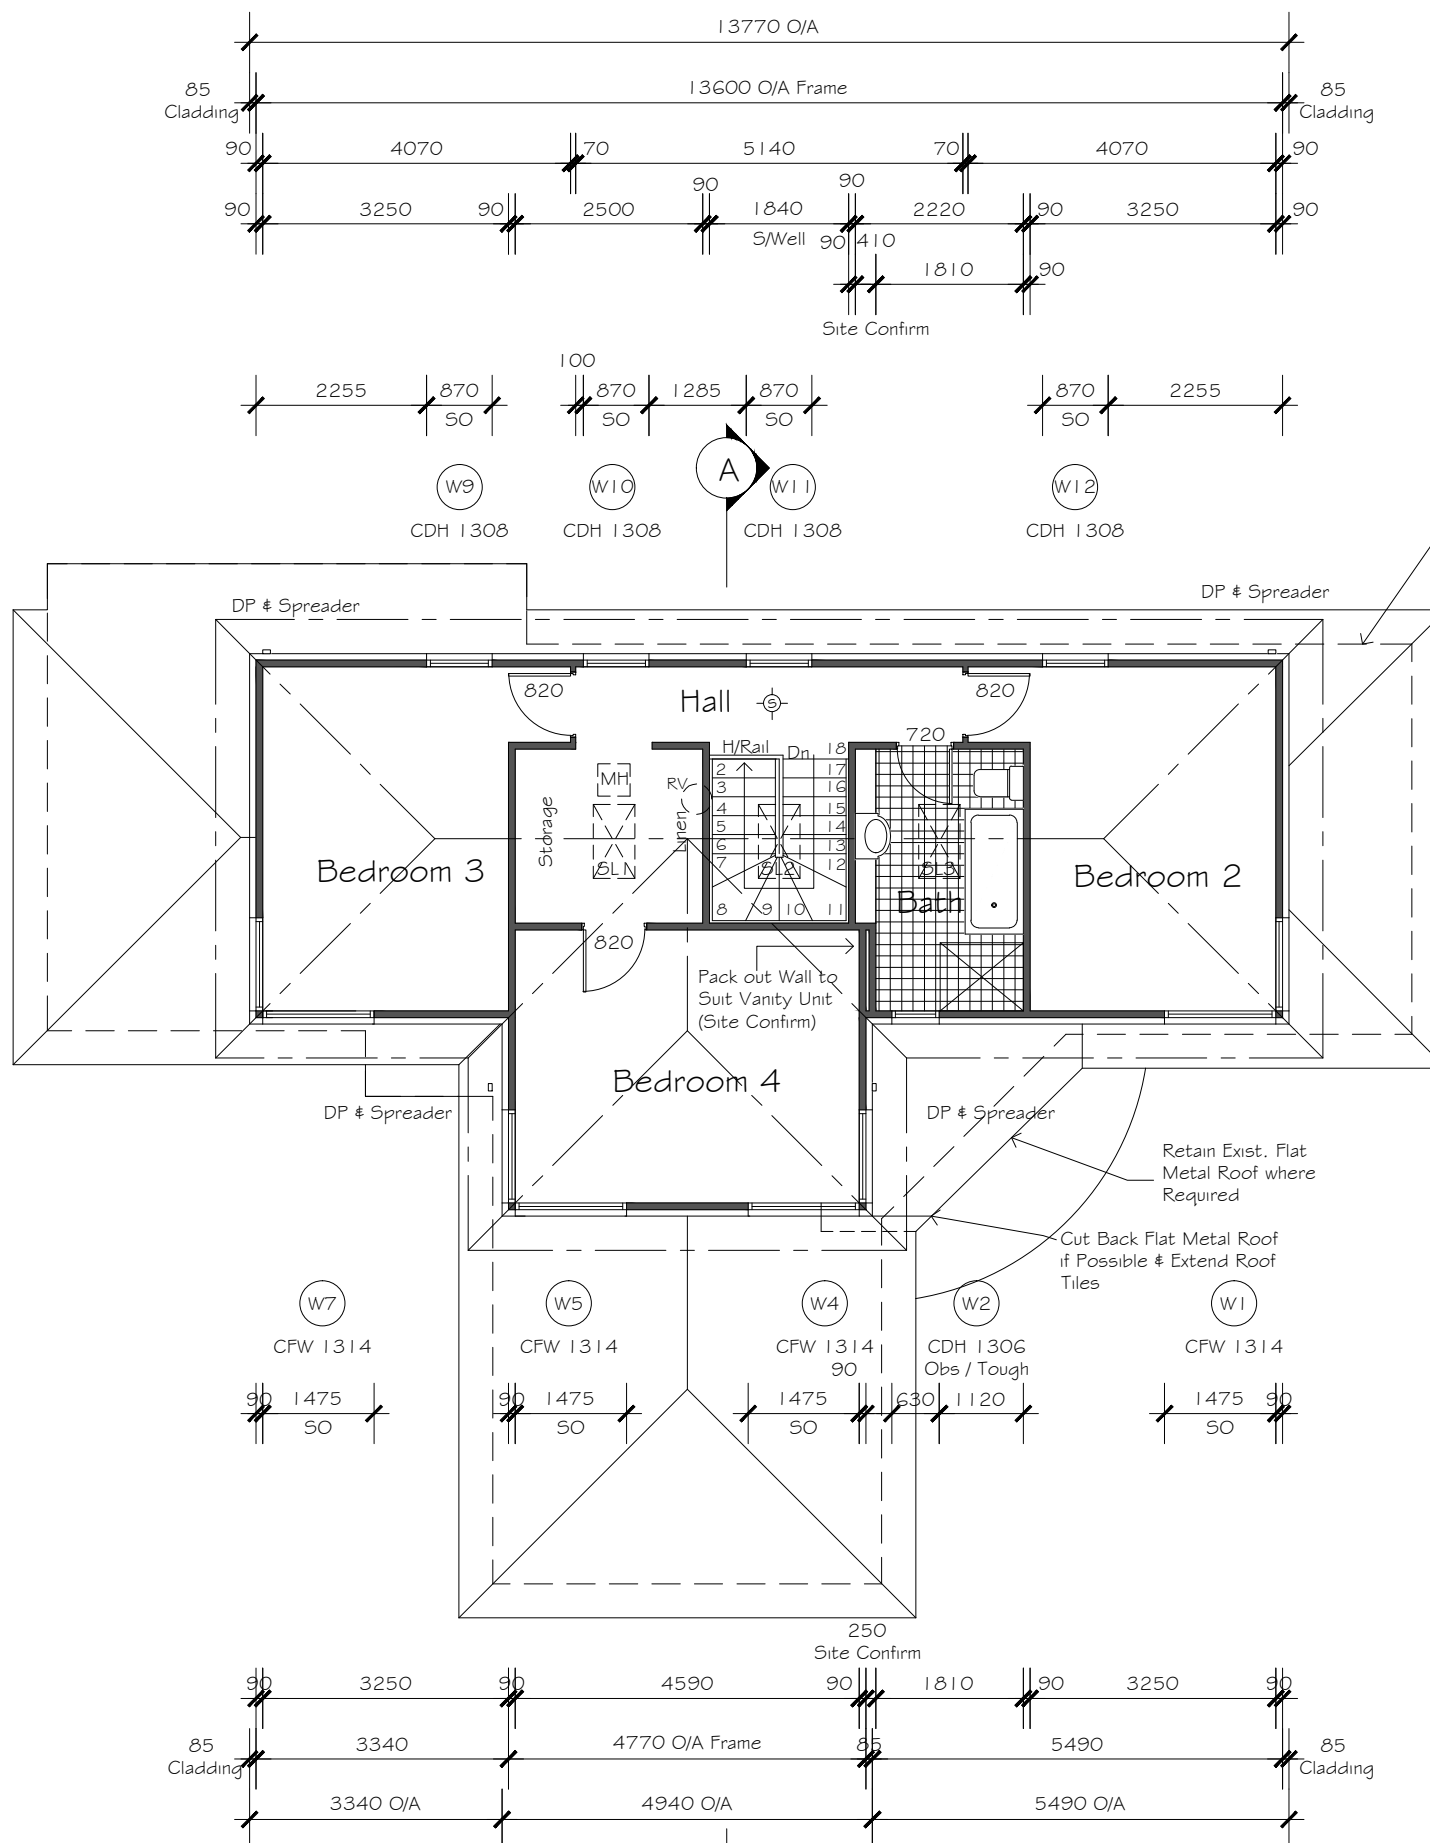 13770 O/A
85
Cladding
13600 O/A Frame
85
Cladding
90 4070 70 5140 70 4070 90
90 90
90 3250 90 2500 1840 2220 90 3250 90
S/Well 90 410
1810 90
Site Confirm
100
2255 870 870 1285 870 870 2255
SO SO SO SO
A
W9 W10 W11 W12
CDH 1308 CDH 1308 CDH 1308 CDH 1308
DP & Spreader DP & Spreader
820 Hall S 820
720
H/Rail Dn 18
2 17
3 16
4 15
5 14
6 13
7 12
8 9 10 11
MH
RV
Storage
Linen
SL1 SL2 SL3
Bedroom 3
Bedroom 2
Bath
820
Pack out Wall to
Suit Vanity Unit
(Site Confirm)
Bedroom 4
DP & Spreader DP & Spreader
Retain Exist. Flat
Metal Roof where
Required
Cut Back Flat Metal Roof
if Possible & Extend Roof
Tiles
W7 W5 W4 W2 W1
CFW 1314 CFW 1314 CFW 1314 CDH 1306 CFW 1314
90 Obs / Tough
90 1475 90 1475 1475 630 1120 1475 90
SO SO SO SO
250
Site Confirm
90 3250 90 4590 90 1810 90 3250 90
85
Cladding
3340 4770 O/A Frame 85 5490
85
Cladding
3340 O/A 4940 O/A 5490 O/A